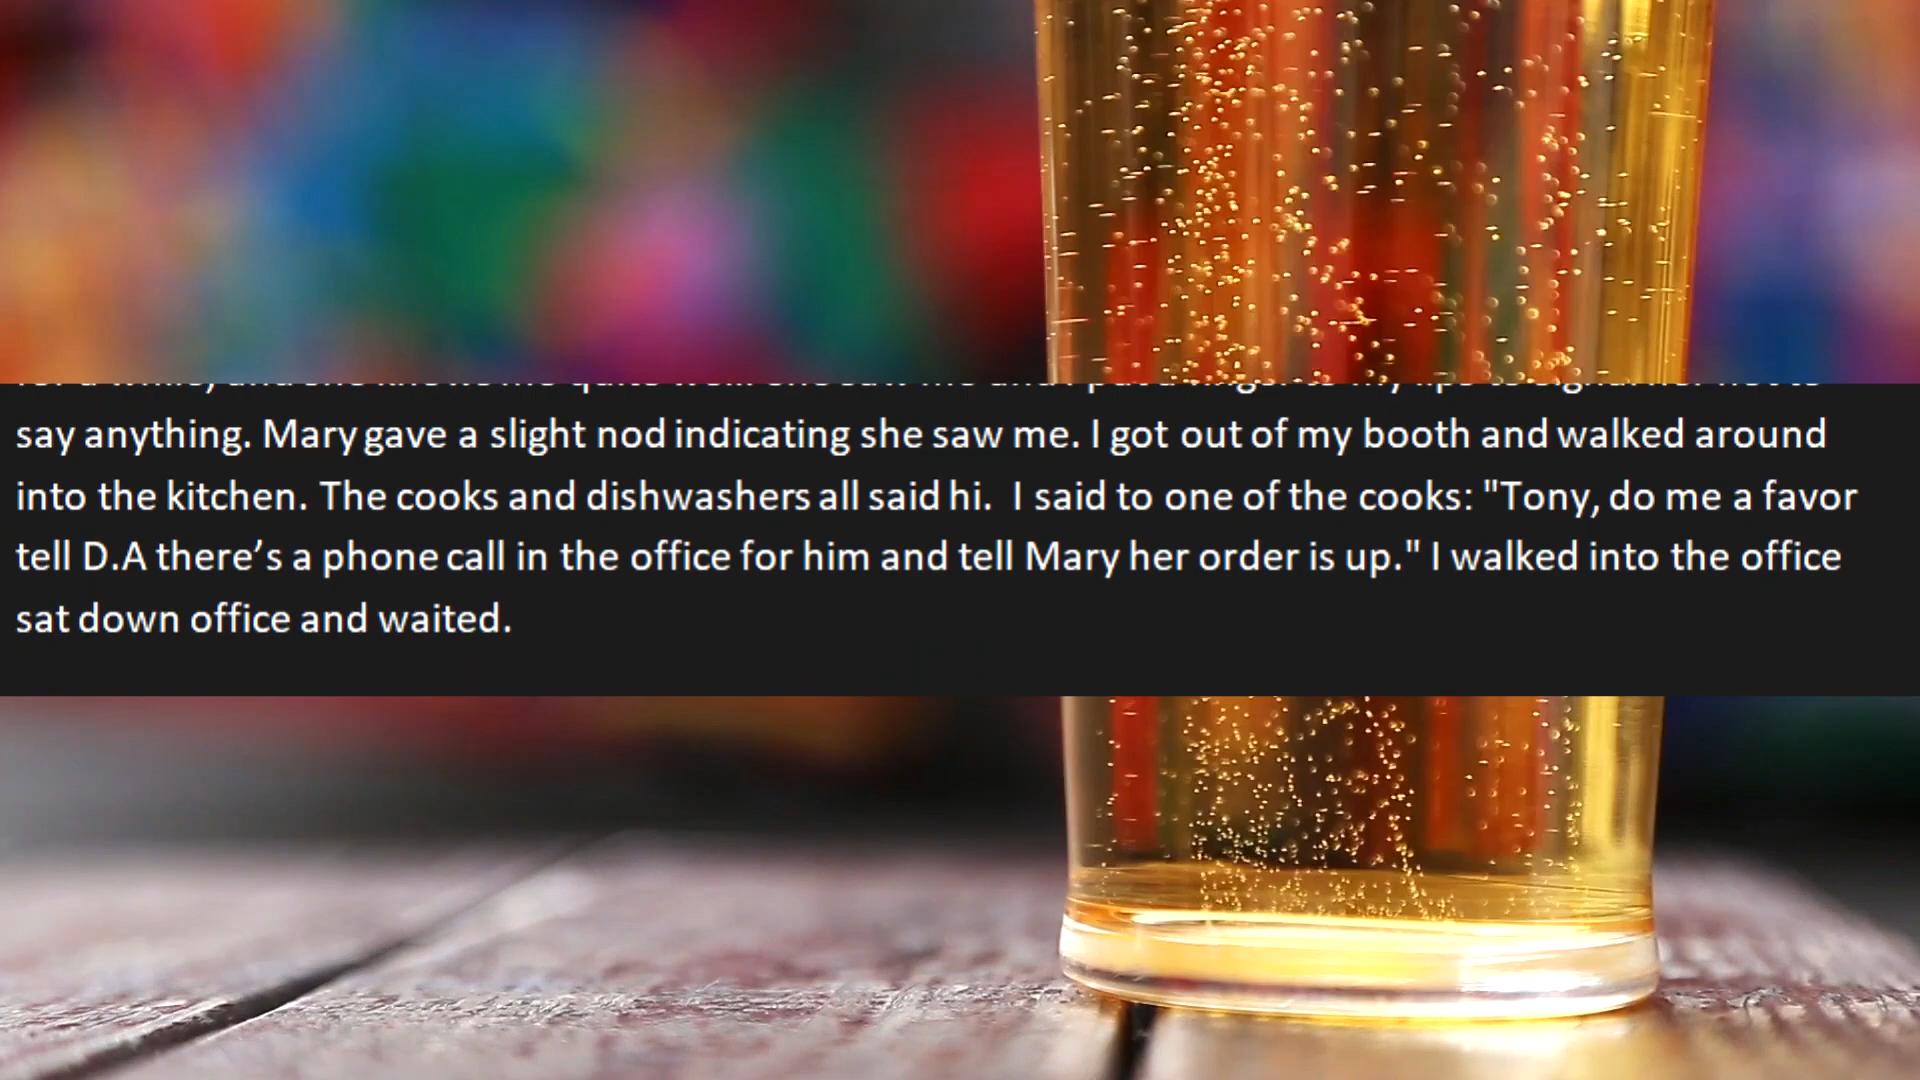 say anything. Mary gave a slight nod indicating she saw me. I got out of my booth and walked around
into the kitchen. The cooks and dishwashers all said hi.  I said to one of the cooks: "Tony, do me a favor
tell D.A there’s a phone call in the office for him and tell Mary her order is up." I walked into the office
sat down office and waited.